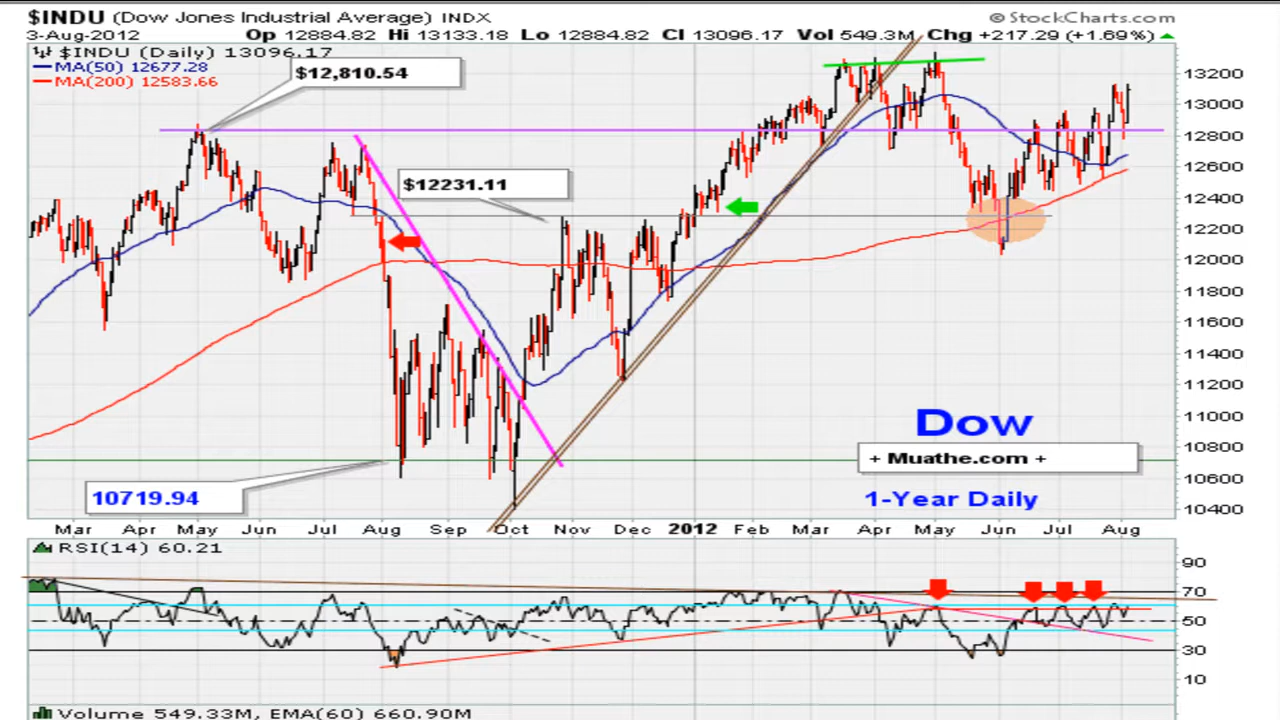 $INDU (Dow Jones Industrial Average) INDX
© StockCharts.com
3-Aug-2012 Op 12884.82 Hi 13133.18 Lo 12884.82 Cl 13096.17 Vol 549.3M Chg +217.29 (+1.69%)
$INDU (Daily) 13096.17
MA(50) 12677.28
MA(200) 12583.66
$12,810.54
$12231.11
10719.94
13200
13000
12800
12600
12400
12200
12000
11800
11600
11400
11200
11000
10800
10600
10400
Dow
+ Muathe.com +
1-Year Daily
Mar Apr May Jun Jul Aug Sep Oct Nov Dec 2012 Feb Mar Apr May Jun Jul Aug
RSI(14) 60.21
90
70
50
30
10
Volume 549.33M, EMA(60) 660.90M